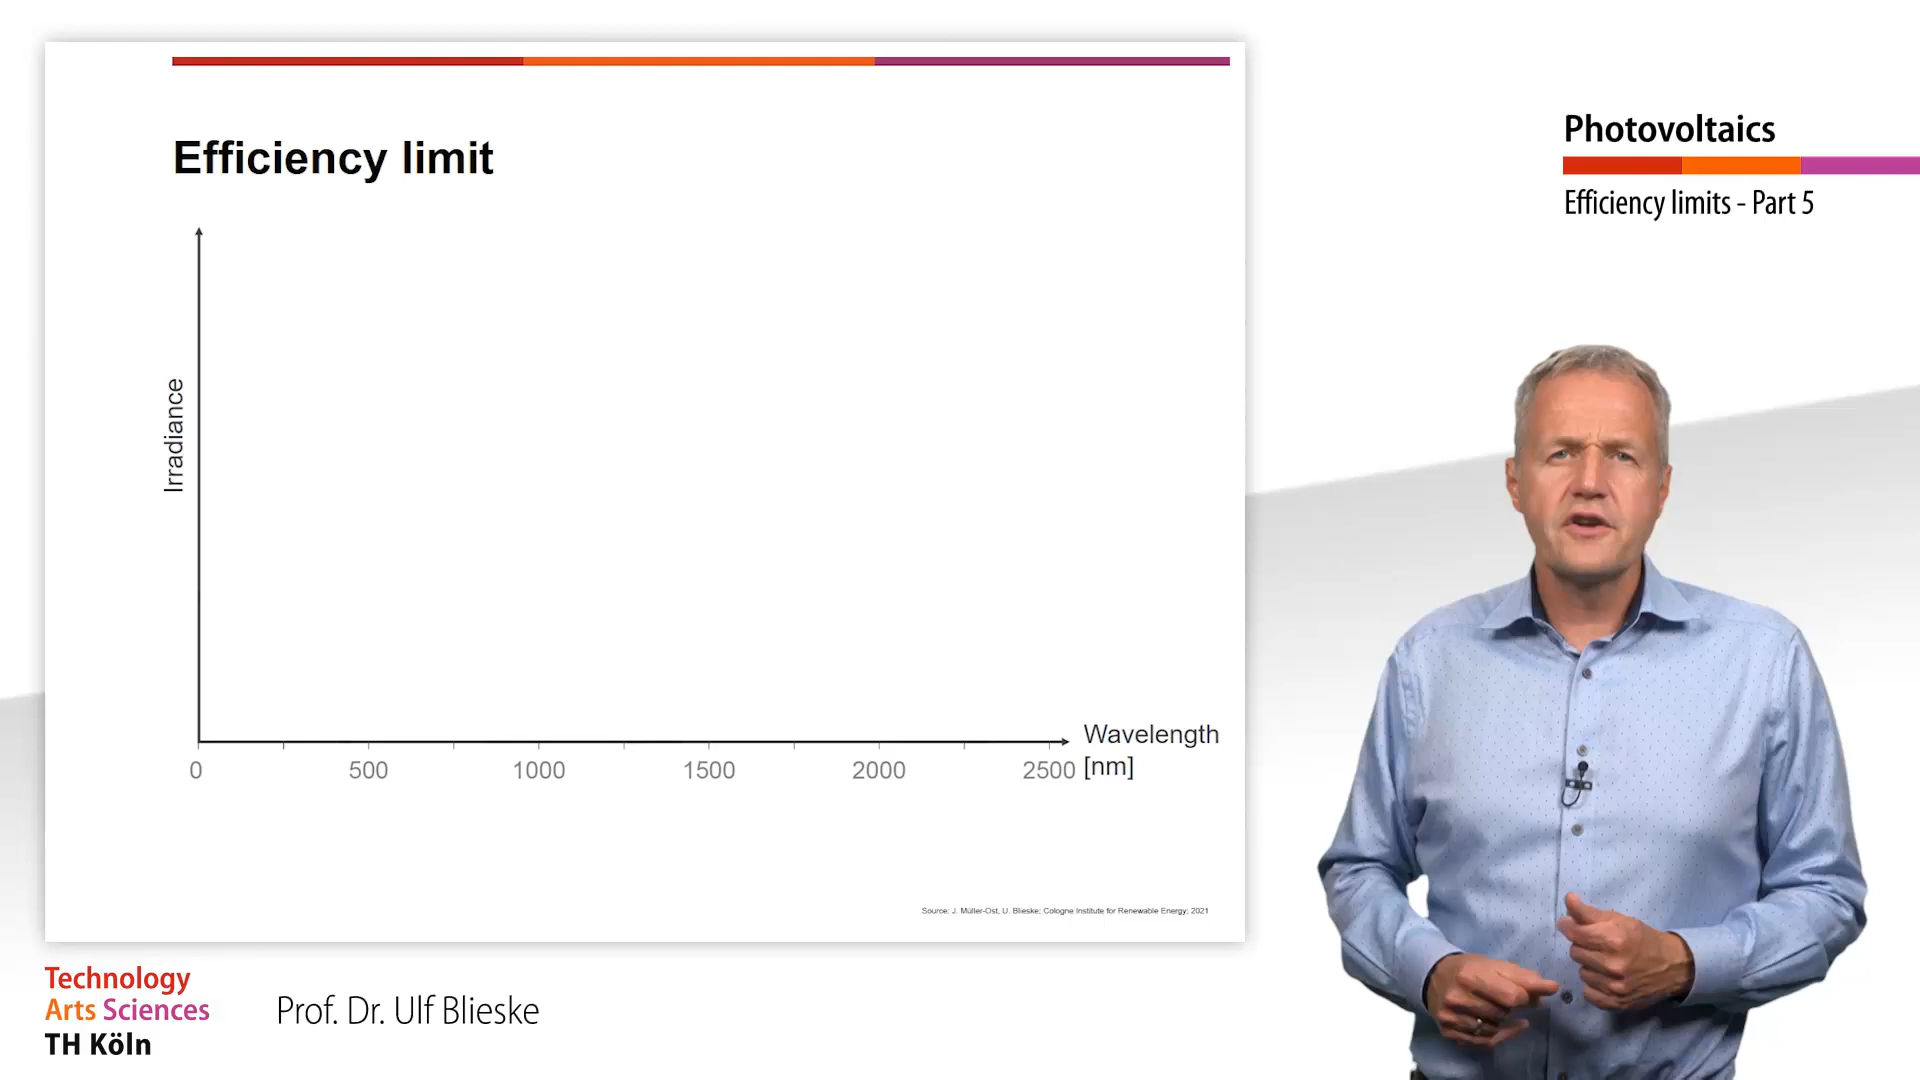 Efficiency limit
Irradiance
0 500 1000 1500 2000 2500
Wavelength
[nm]
Source: J. Müller-Ost, U. Blieske; Cologne Institute for Renewable Energy; 2021
Photovoltaics
Efficiency limits - Part 5
Technology
Arts Sciences
TH Köln
Prof. Dr. Ulf Blieske